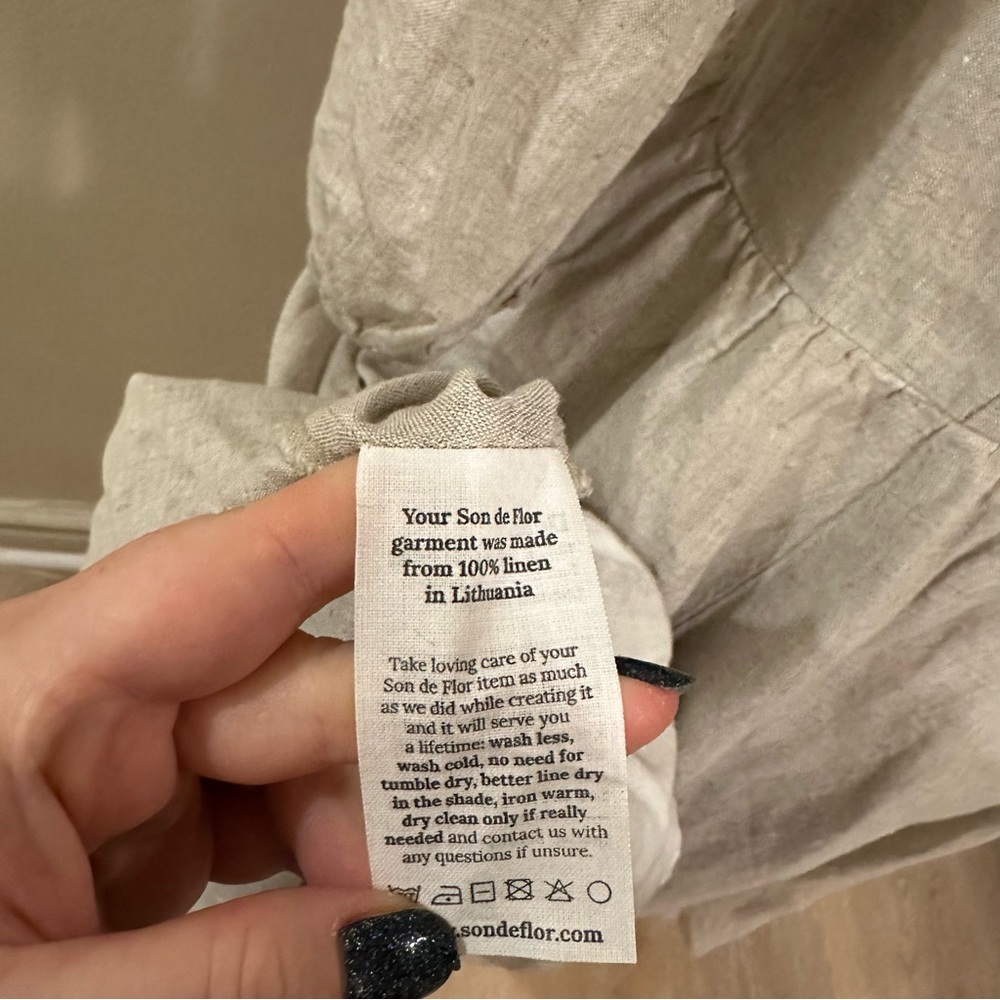 Your Son de Flor
garment was made
from 100% linen
in Lithuania
Take loving care of your
Son de Flor item as much
as we did while creating it
and it will serve you
a lifetime: wash less,
wash cold, no need for
tumble dry, better line dry
in the shade, iron warm,
dry clean only if really
needed and contact us with
any questions if unsure.
.sondeflor.com